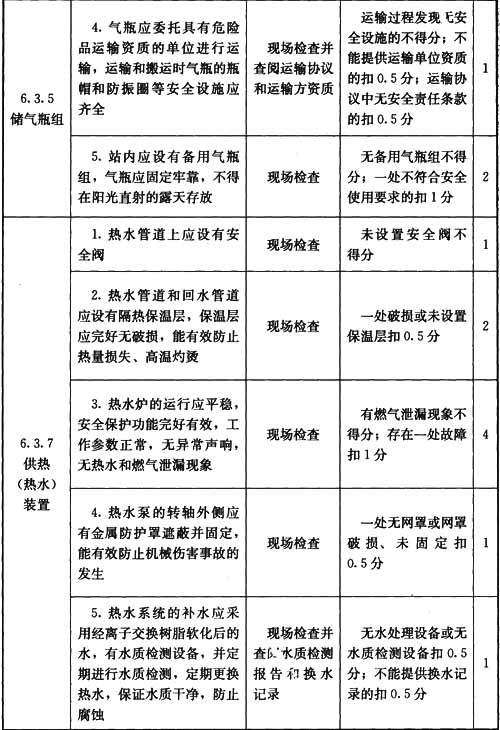 6.3.5
储气瓶组
4. 气瓶应委托具有危险
品运输资质的单位进行运
输，运输和搬运时气瓶的瓶
帽和防振圈等安全设施应
齐全
现场检查并
查阅运输协议
和运输方资质
运输过程发现无安
全设施的不得分；不
能提供运输单位资质
的扣 0.5 分；运输协
议中无安全责任条款
的扣 0.5 分
1
5. 站内应设有备用气瓶
组，气瓶应固定牢靠，不得
在阳光直射的露天存放
现场检查
无备用气瓶组不得
分；一处不符合安全
使用要求的扣 1 分
2
6.3.7
供热
（热水）
装置
1. 热水管道上应设有安
全阀
现场检查
未设置安全阀不
得分
1
2. 热水管道和回水管道
应设有隔热保温层，保温层
应完好无破损，能有效防止
热量损失、高温灼烫
现场检查
一处破损或未设置
保温层扣 0.5 分
2
3. 热水炉的运行应平稳，
安全保护功能完好有效，工
作参数正常，无异常声响，
无热水和燃气泄漏现象
现场检查
有燃气泄漏现象不
得分；存在一处故障
扣 1 分
4
4. 热水泵的转轴外侧应
有金属防护罩遮蔽并固定，
能有效防止机械伤害事故的
发生
现场检查
一处无网罩或网罩
破损、未固定扣
0.5 分
1
5. 热水系统的补水应采
用经离子交换树脂软化后的
水，有水质检测设备，并定
期进行水质检测，定期更换
热水，保证水质干净，防止
腐蚀
现场检查并
查水质检测
报告和换水
记录
无水处理设备或无
水质检测设备扣 0.5
分；不能提供换水记
录的扣 0.5 分
1